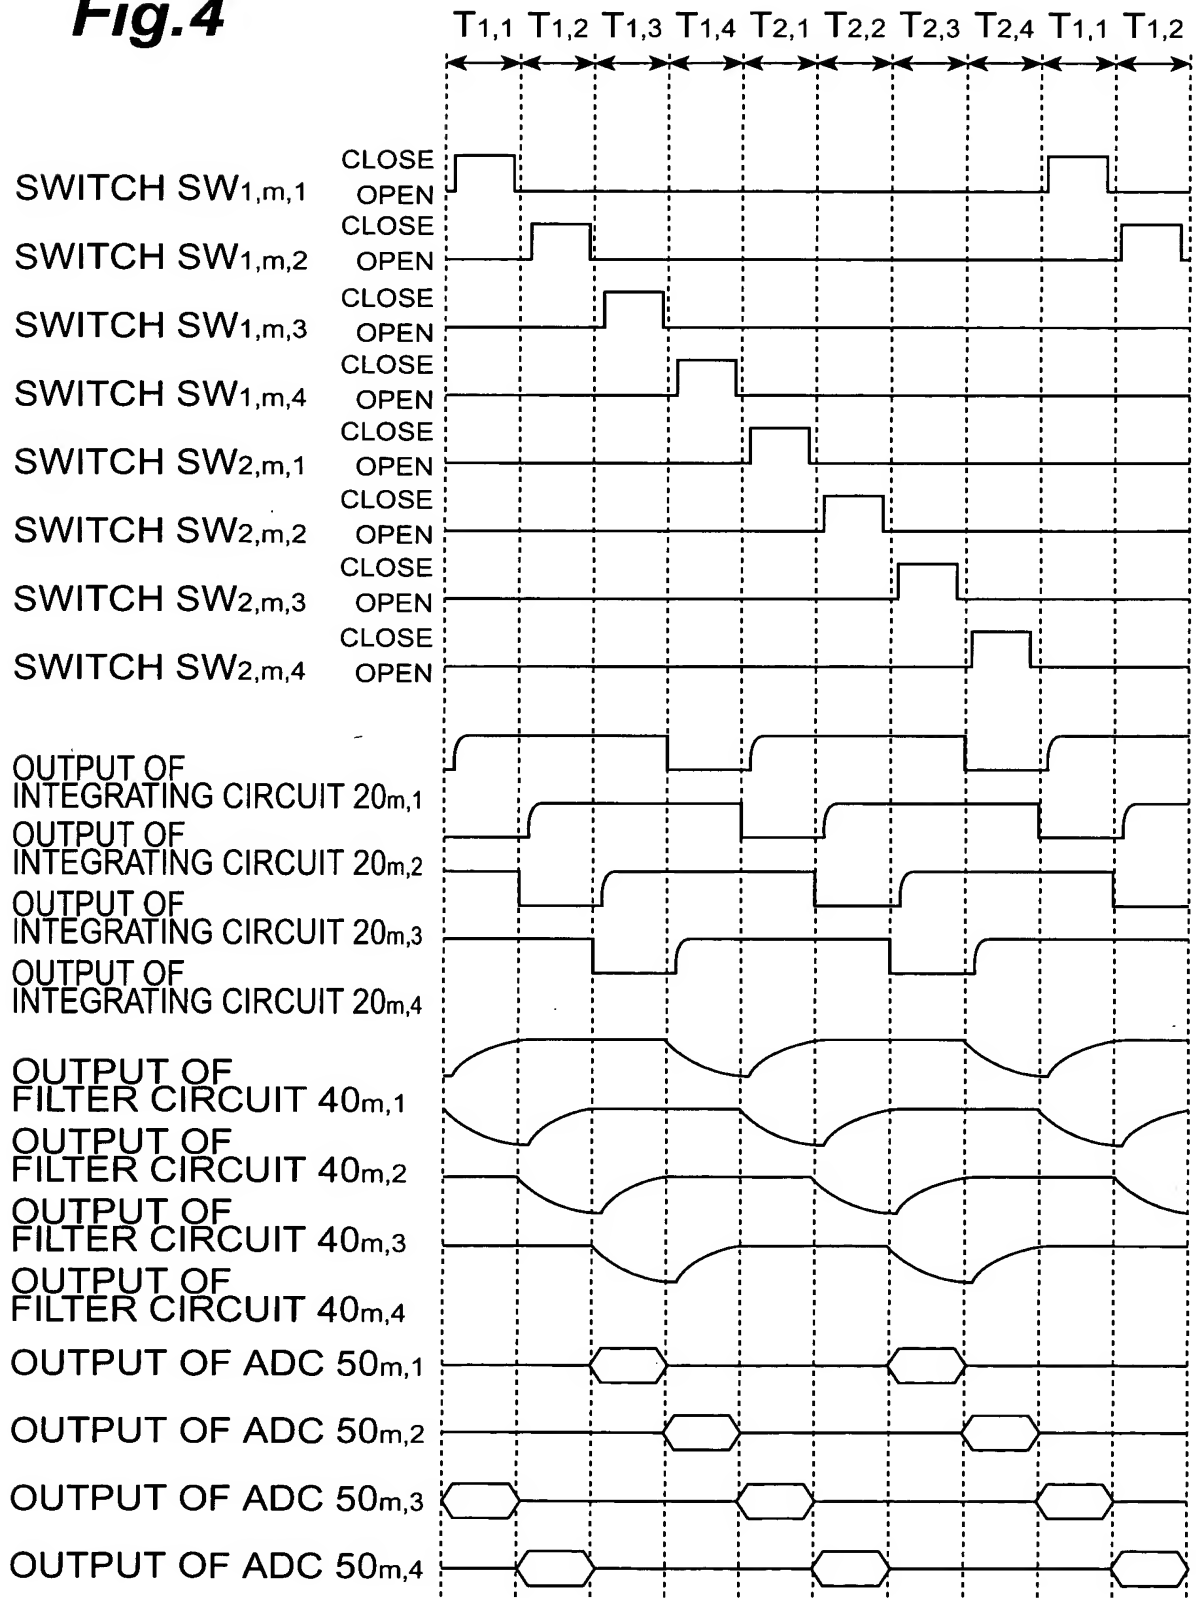 Fig.4
T1,1 T1,2 T1,3 T1,4 T2,1 T2,2 T2,3 T2,4 T1,1 T1,2
CLOSE
SWITCH SW1,m,1 OPEN
CLOSE
SWITCH SW1,m,2 OPEN
CLOSE
SWITCH SW1,m,3 OPEN
CLOSE
SWITCH SW1,m,4 OPEN
CLOSE
SWITCH SW2,m,1 OPEN
CLOSE
SWITCH SW2,m,2 OPEN
CLOSE
SWITCH SW2,m,3 OPEN
CLOSE
SWITCH SW2,m,4 OPEN
OUTPUT OF
INTEGRATING CIRCUIT 20m,1
OUTPUT OF
INTEGRATING CIRCUIT 20m,2
OUTPUT OF
INTEGRATING CIRCUIT 20m,3
OUTPUT OF
INTEGRATING CIRCUIT 20m,4
OUTPUT OF
FILTER CIRCUIT 40m,1
OUTPUT OF
FILTER CIRCUIT 40m,2
OUTPUT OF
FILTER CIRCUIT 40m,3
OUTPUT OF
FILTER CIRCUIT 40m,4
OUTPUT OF ADC 50m,1
OUTPUT OF ADC 50m,2
OUTPUT OF ADC 50m,3
OUTPUT OF ADC 50m,4